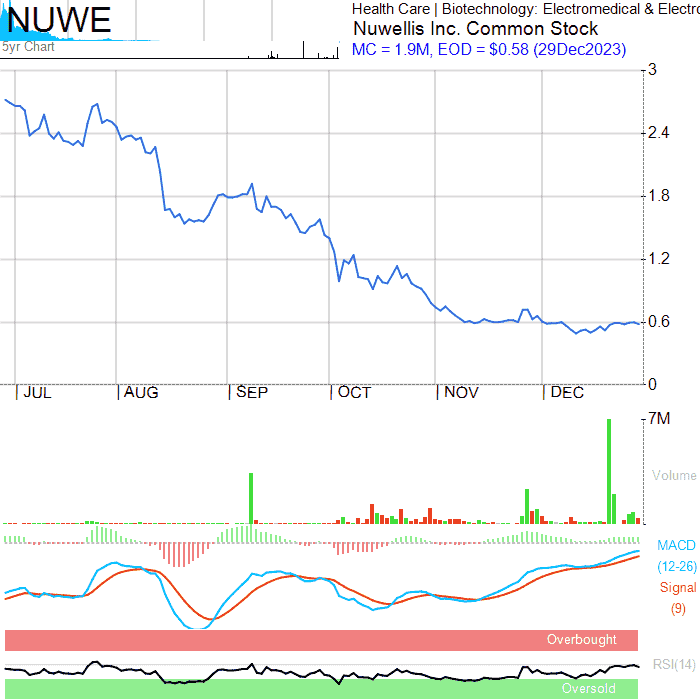 NUWE
5yr Chart
Health Care | Biotechnology: Electromedical & Electro
Nuwellis Inc. Common Stock
MC = 1.9M, EOD = $0.58 (29Dec2023)
3
2.4
1.8
1.2
0.6
0
JUL AUG SEP OCT NOV DEC
7M
Volume
MACD
(12-26)
Signal
(9)
Overbought
RSI(14)
Oversold